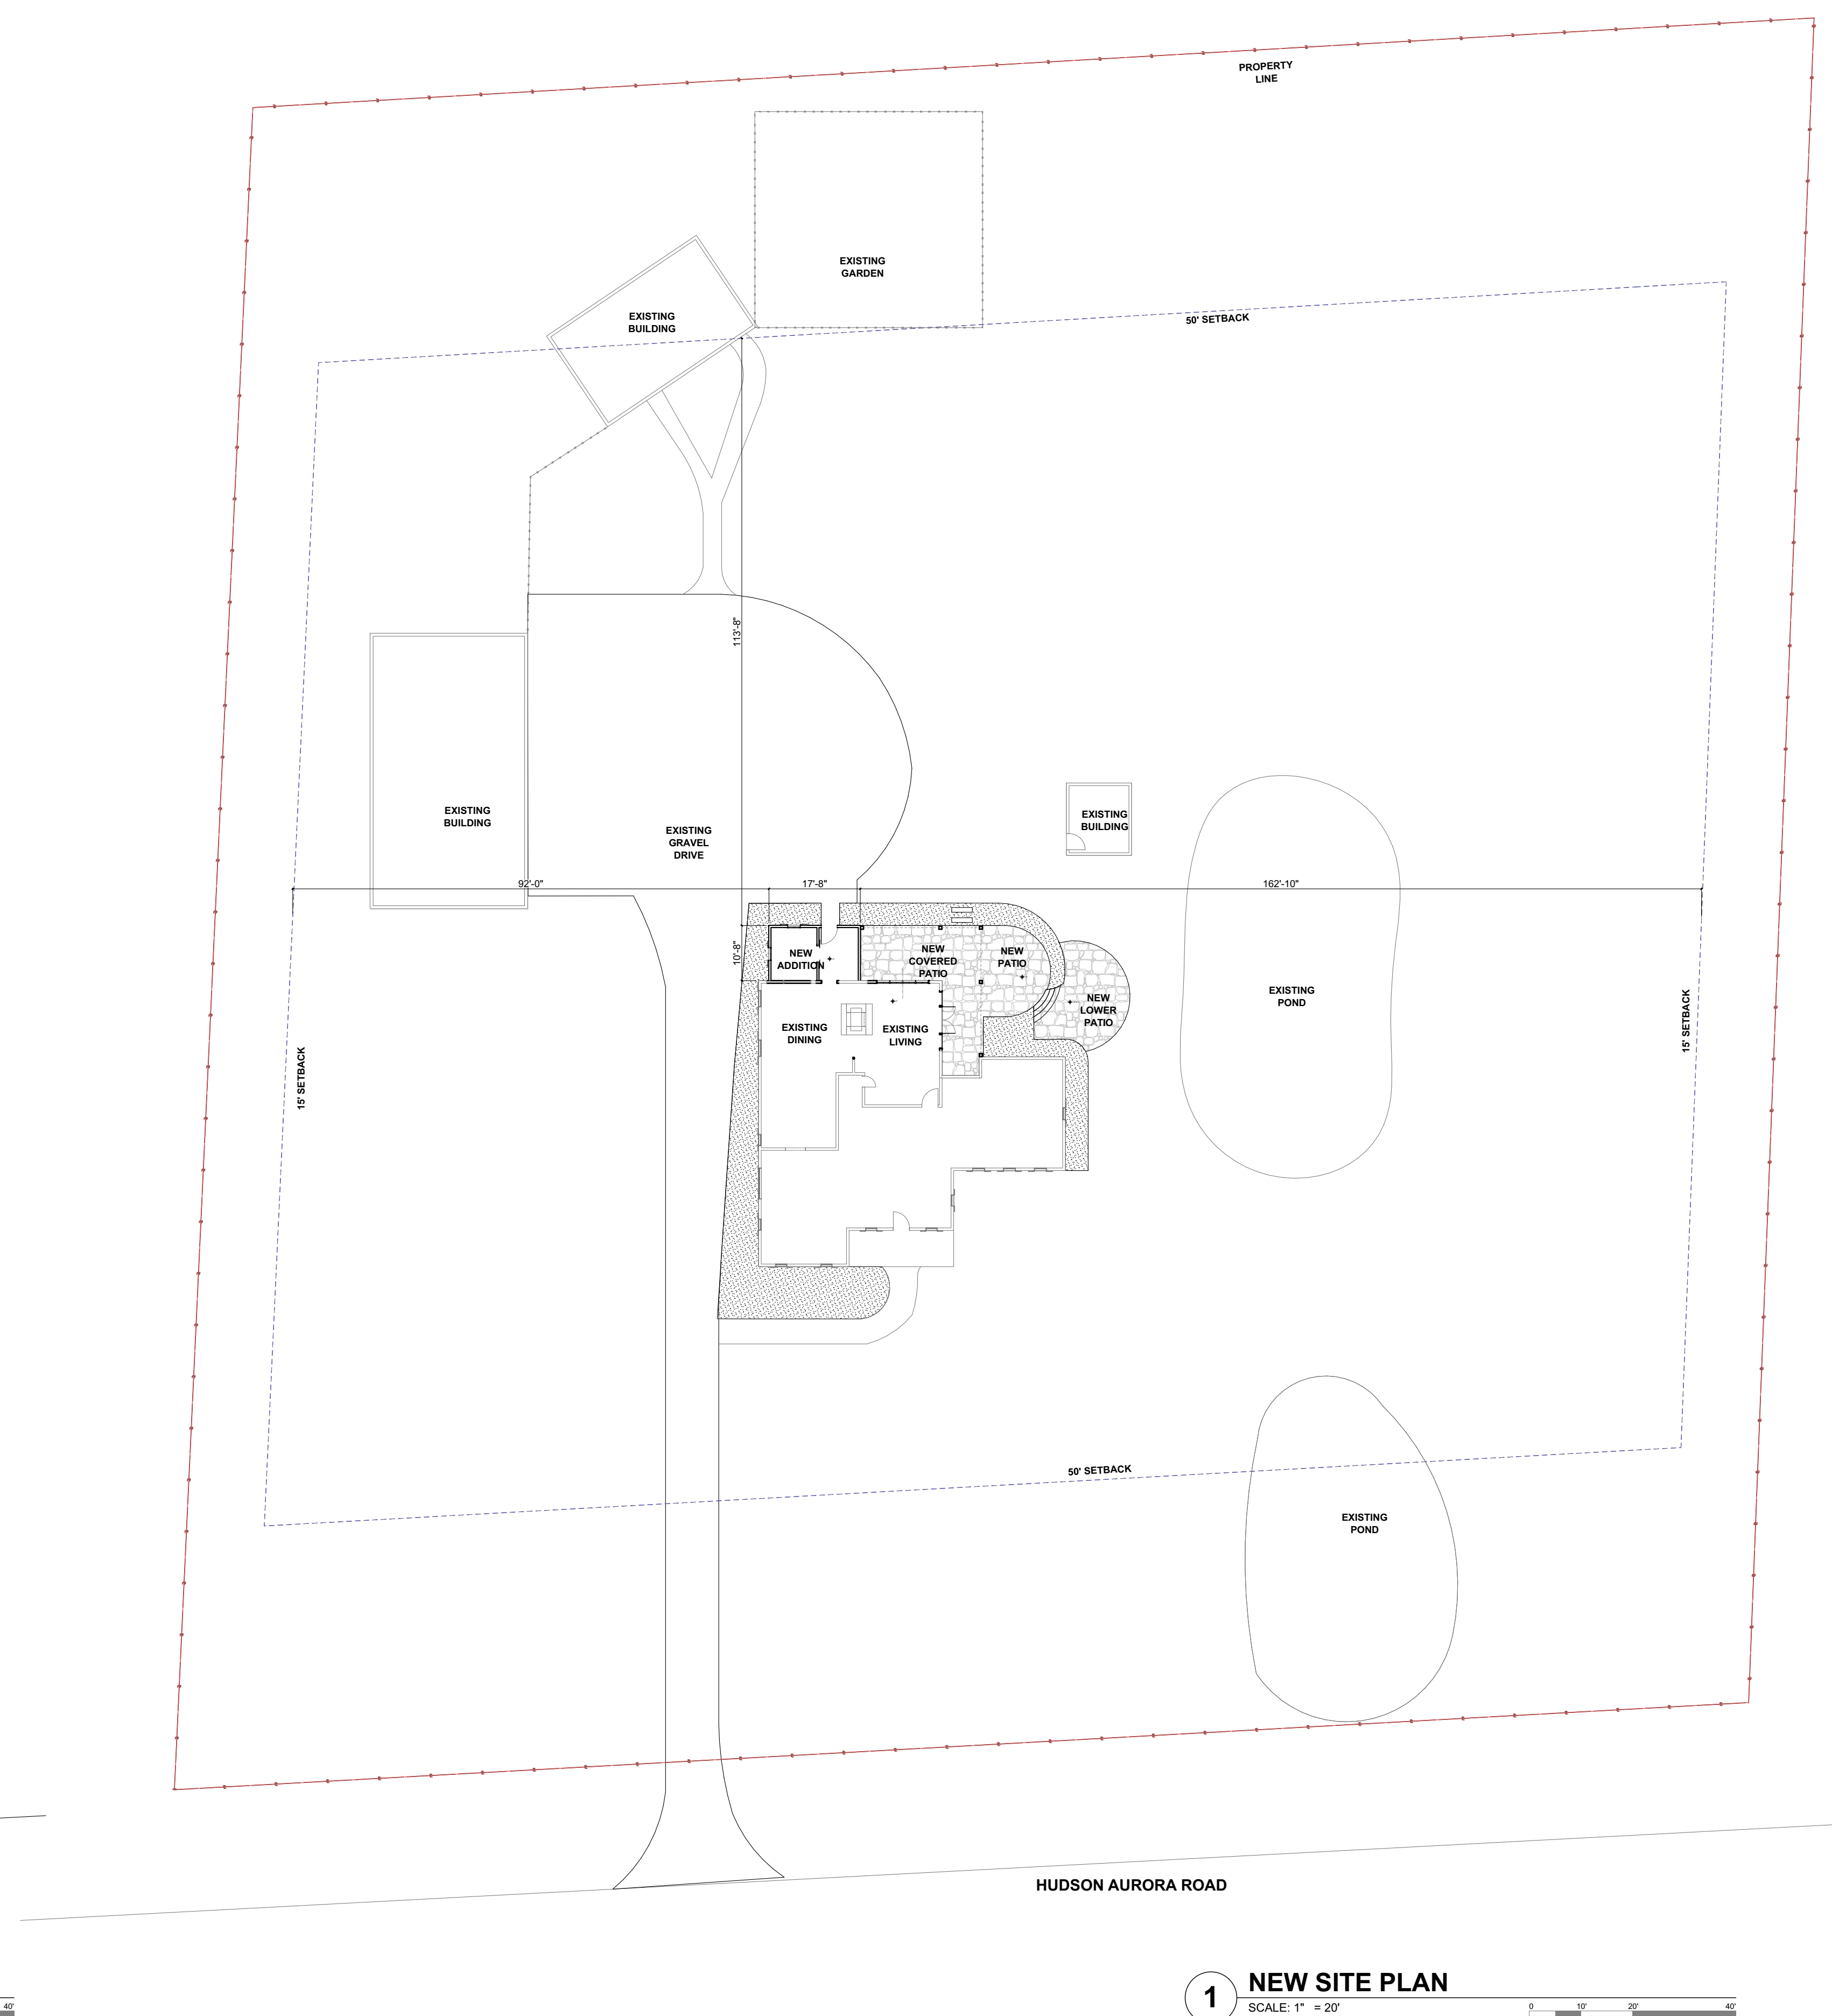 PROPERTY
LINE
EXISTING
GARDEN
EXISTING
BUILDING
50' SETBACK
113'-8"
EXISTING
BUILDING
EXISTING
GRAVEL
DRIVE
EXISTING
BUILDING
92'-0"
17'-8"
162'-10"
10'-8"
NEW
ADDITION
NEW
COVERED
PATIO
NEW
PATIO
NEW
LOWER
PATIO
EXISTING
POND
EXISTING
DINING
EXISTING
LIVING
15' SETBACK
15' SETBACK
50' SETBACK
EXISTING
POND
HUDSON AURORA ROAD
1
NEW SITE PLAN
SCALE: 1" = 20'
0 10' 20' 40'
40'